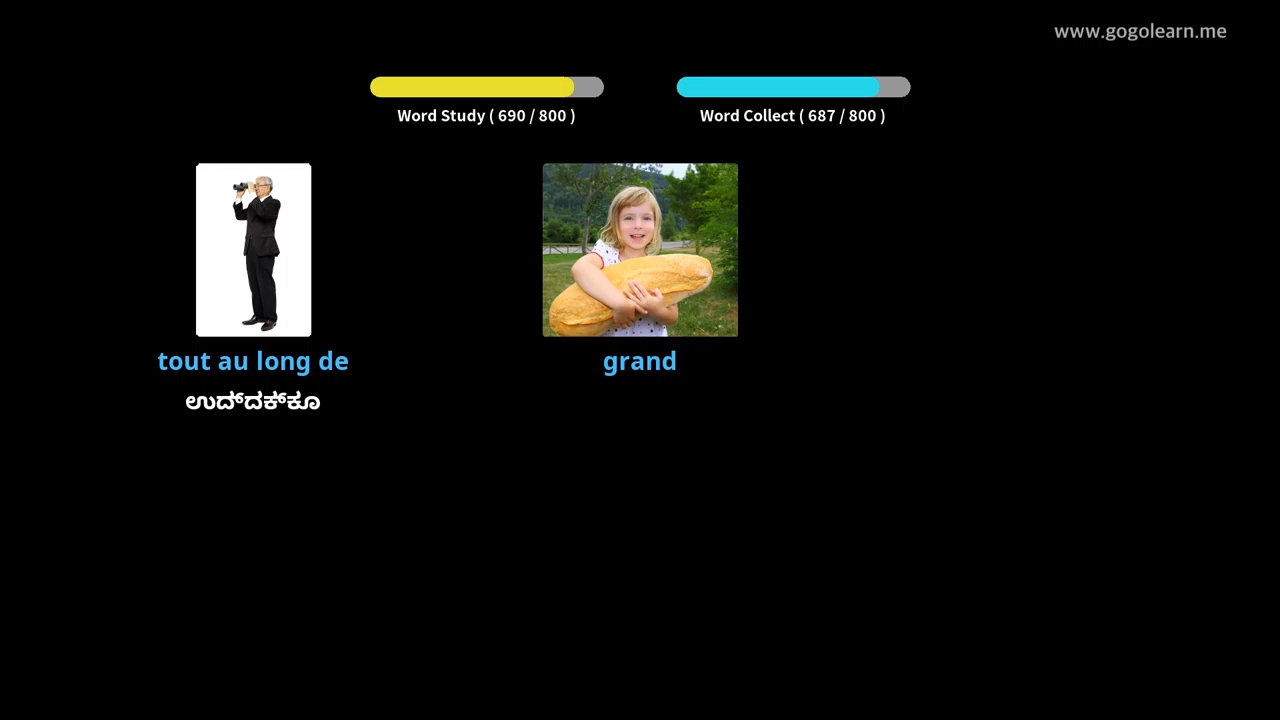 www.gogolearn.me
Word Study ( 690 / 800 )
Word Collect ( 687 / 800 )
tout au long de
grand
ಉದ್‌ದಕ್‌ಕೂ